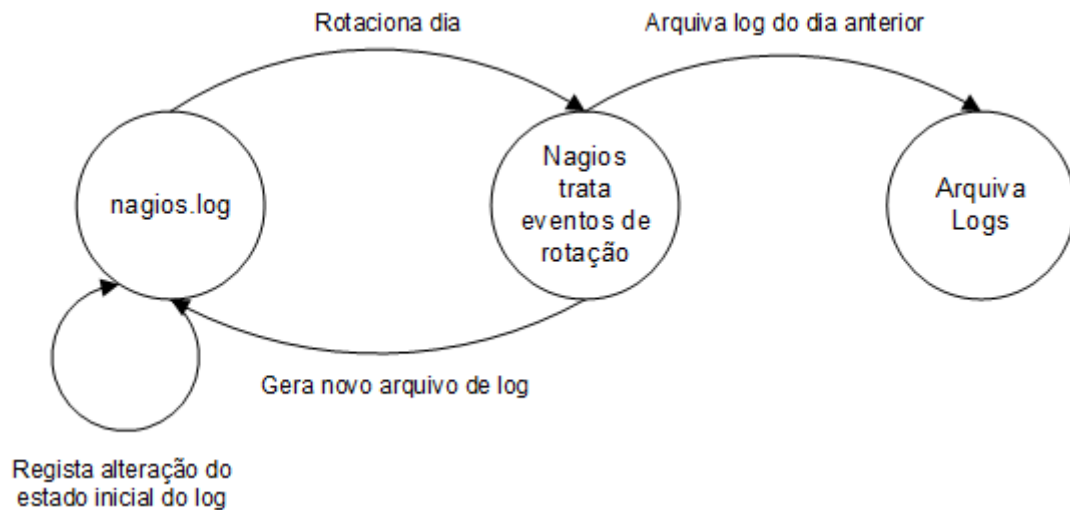 Rotaciona dia
Arquiva log do dia anterior
nagios.log
Nagios
trata
eventos de
rotação
Arquiva
Logs
Gera novo arquivo de log
Regista alteração do
estado inicial do log